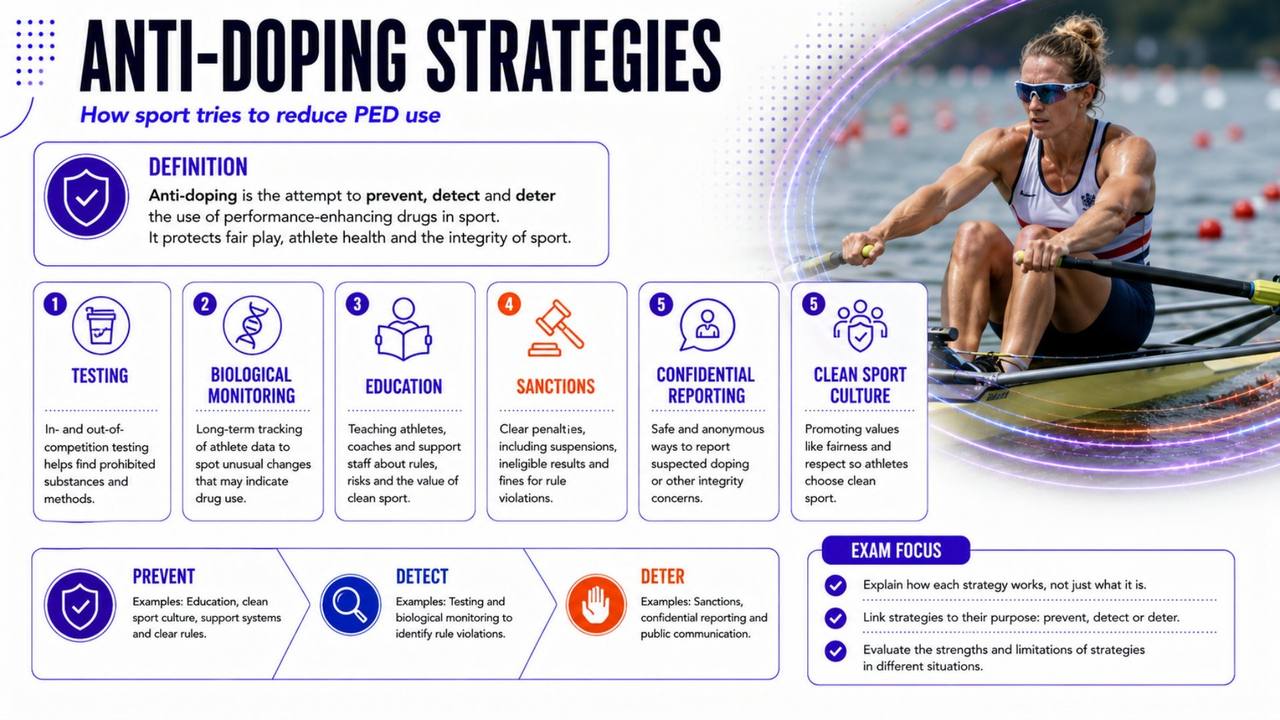 ANTI-DOPING STRATEGIES
How sport tries to reduce PED use
DEFINITION
Anti-doping is the attempt to prevent, detect and deter
the use of performance-enhancing drugs in sport.
It protects fair play, athlete health and the integrity of sport.
1
TESTING
In- and out-of-
competition testing
helps find prohibited
substances and
methods.
2
BIOLOGICAL
MONITORING
Long-term tracking
of athlete data to
spot unusual changes
that may indicate
drug use.
3
EDUCATION
Teaching athletes,
coaches and support
staff about rules,
risks and the value of
clean sport.
4
SANCTIONS
Clear penalties,
including suspensions,
ineligible results and
fines for rule
violations.
5
CONFIDENTIAL
REPORTING
Safe and anonymous
ways to report
suspected doping
or other integrity
concerns.
5
CLEAN SPORT
CULTURE
Promoting values
like fairness and
respect so athletes
choose clean
sport.
PREVENT
Examples: Education, clean
sport culture, support systems
and clear rules.
DETECT
Examples: Testing and
biological monitoring to
identify rule violations.
DETER
Examples: Sanctions,
confidential reporting and
public communication.
EXAM FOCUS
Explain how each strategy works, not just what it is.
Link strategies to their purpose: prevent, detect or deter.
Evaluate the strengths and limitations of strategies
in different situations.